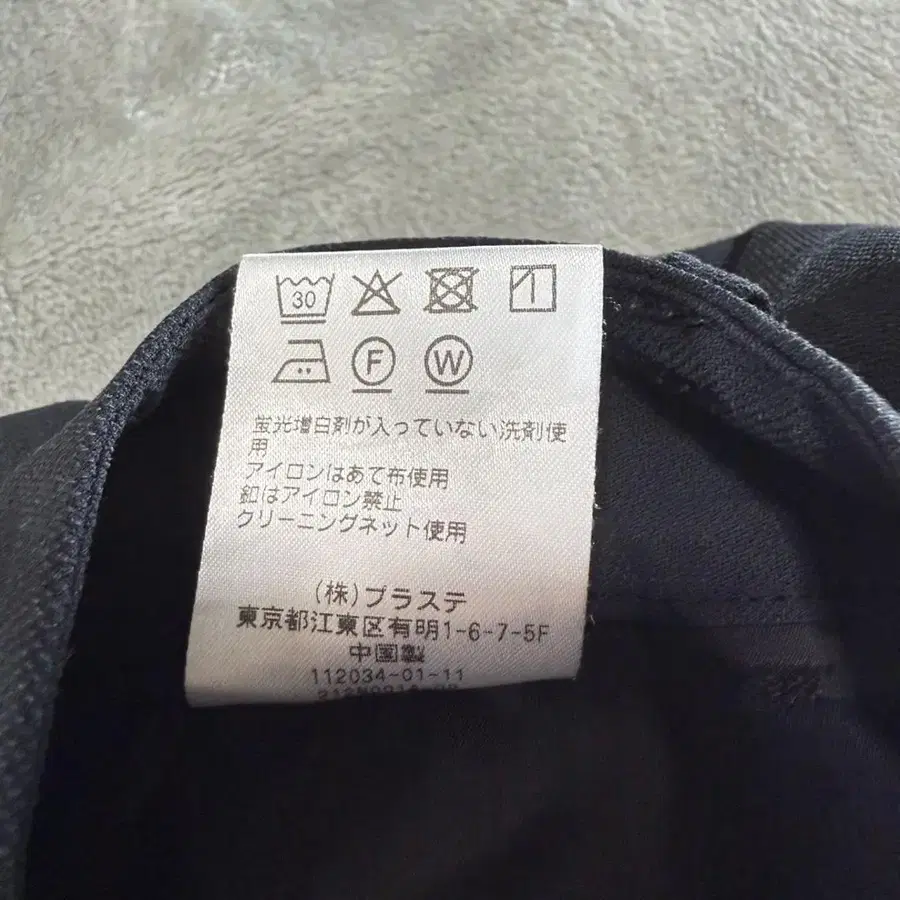 30
F W
蛍光増白剤が入っていない洗剤使
用
アイロンはあて布使用
釦はアイロン禁止
クリーニングネット使用
(株)プラステ
東京都江東区有明1-6-7-5F
中国製
112034-01-11